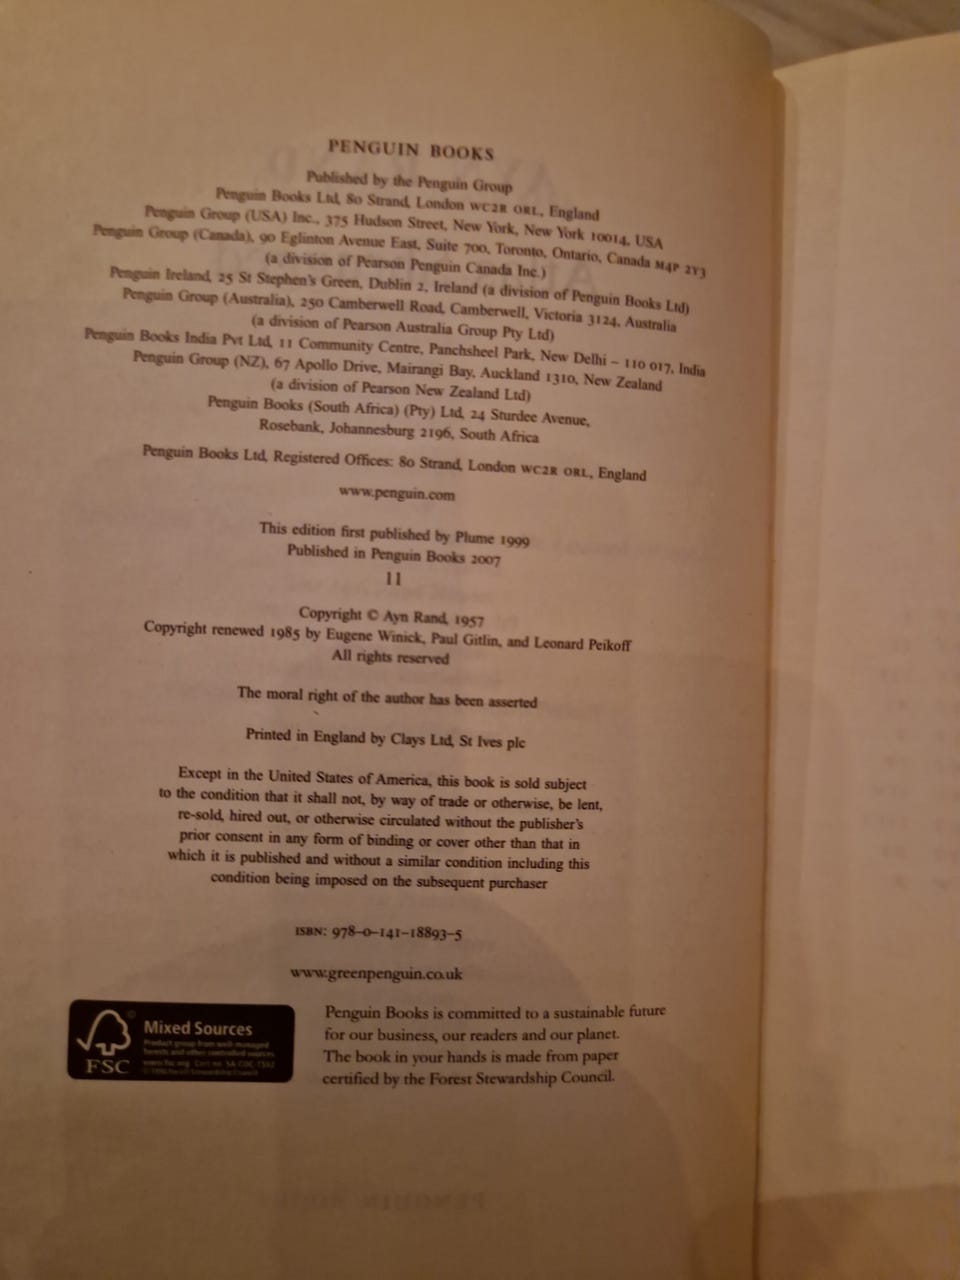 PENGUIN BOOKS
Published by the Penguin Group
Penguin Books Ltd, 80 Strand, London WC2R ORL, England
Penguin Group (USA) Inc., 375 Hudson Street, New York, New York 10014, USA
Penguin Group (Canada), 90 Eglinton Avenue East, Suite 700, Toronto, Ontario, Canada M4P 2Y3
(a division of Pearson Penguin Canada Inc.)
Penguin Ireland, 25 St Stephen's Green, Dublin 2, Ireland (a division of Penguin Books Ltd)
Penguin Group (Australia), 250 Camberwell Road, Camberwell, Victoria 3124, Australia
(a division of Pearson Australia Group Pty Ltd)
Penguin Books India Pvt Ltd, 11 Community Centre, Panchsheel Park, New Delhi – 110 017, India
Penguin Group (NZ), 67 Apollo Drive, Mairangi Bay, Auckland 1310, New Zealand
(a division of Pearson New Zealand Ltd)
Penguin Books (South Africa) (Pty) Ltd, 24 Sturdee Avenue,
Rosebank, Johannesburg 2196, South Africa
Penguin Books Ltd, Registered Offices: 80 Strand, London WC2R ORL, England
www.penguin.com
This edition first published by Plume 1999
Published in Penguin Books 2007
11
Copyright © Ayn Rand, 1957
Copyright renewed 1985 by Eugene Winick, Paul Gitlin, and Leonard Peikoff
All rights reserved
The moral right of the author has been asserted
Printed in England by Clays Ltd, St Ives plc
Except in the United States of America, this book is sold subject
to the condition that it shall not, by way of trade or otherwise, be lent,
re-sold, hired out, or otherwise circulated without the publisher's
prior consent in any form of binding or cover other than that in
which it is published and without a similar condition including this
condition being imposed on the subsequent purchaser
ISBN: 978-0-141-18893-5
www.greenpenguin.co.uk
FSC
Mixed Sources
Product group from well-managed
forests and other controlled sources
www.fsc.org
Penguin Books is committed to a sustainable future
for our business, our readers and our planet.
The book in your hands is made from paper
certified by the Forest Stewardship Council.